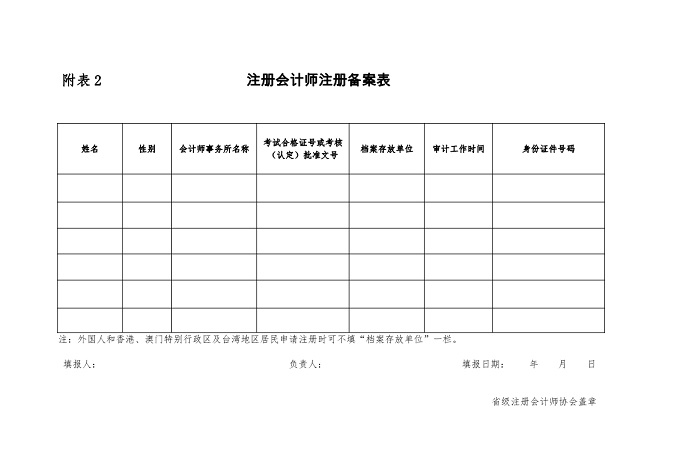 附表 2 注册会计师注册备案表
姓名 性别 会计师事务所名称 考试合格证号或考核 档案存放单位 审计工作时间 身份证件号码
（认定）批准文号
注：外国人和香港、澳门特别行政区及台湾地区居民申请注册时可不填“档案存放单位”一栏。
填报人： 负责人： 填报日期： 年 月 日
省级注册会计师协会盖章